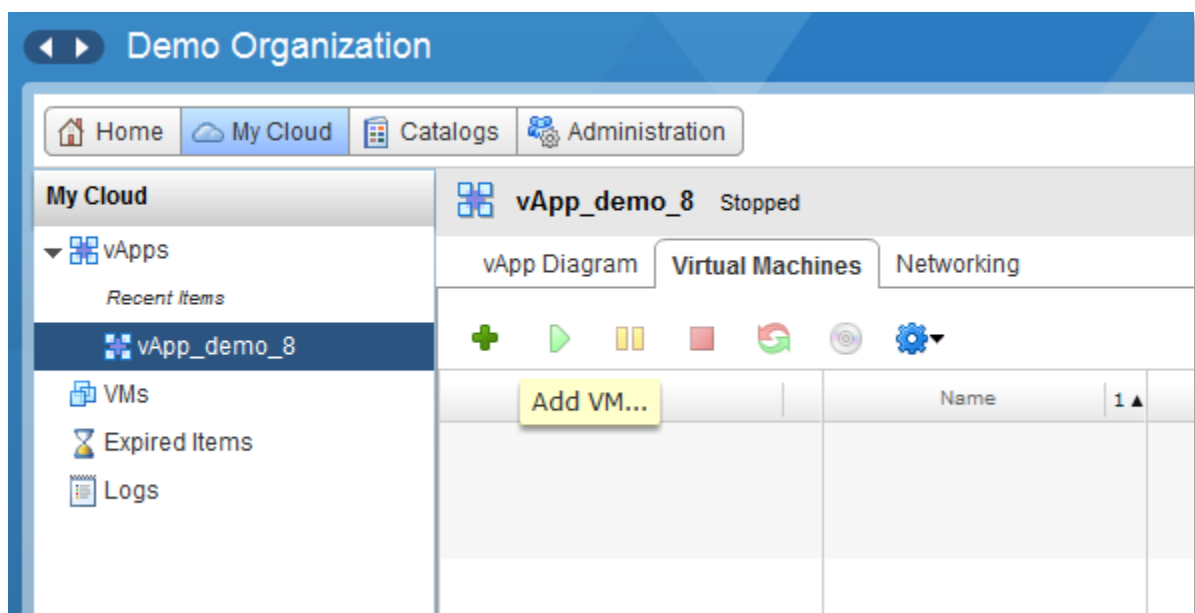 Demo Organization
Home My Cloud Catalogs Administration
My Cloud
vApps
Recent Items
vApp_demo_8
VMs
Expired Items
Logs
vApp_demo_8 Stopped
vApp Diagram Virtual Machines Networking
Add VM...
Name 1 ▲